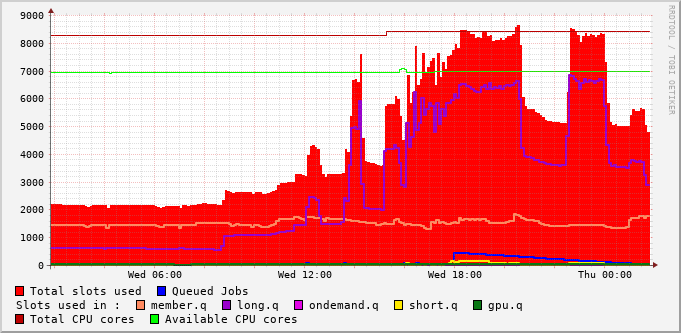 9000
8000
7000
6000
5000
4000
3000
2000
1000
0
Wed 06:00 Wed 12:00 Wed 18:00 Thu 00:00
Total slots used Queued Jobs
Slots used in : member.q long.q ondemand.q short.q gpu.q
Total CPU cores Available CPU cores
RRDTOOL / TOBI OETIKER